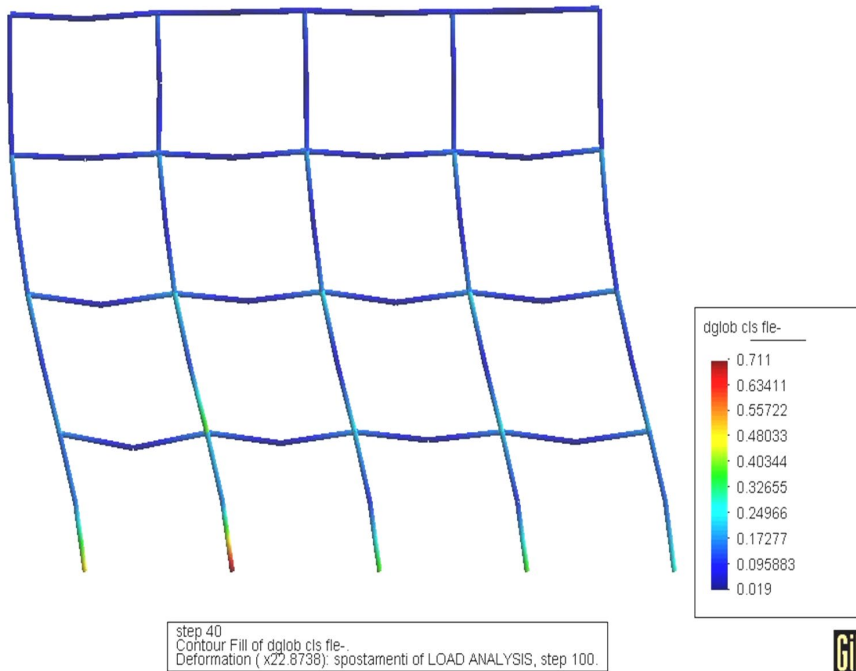 dglob cls fle-
0.711
0.63411
0.55722
0.48033
0.40344
0.32655
0.24966
0.17277
0.095883
0.019
step 40
Contour Fill of dglob cls fle-.
Deformation ( x22.8738): spostamenti of LOAD ANALYSIS, step 100.
Gi